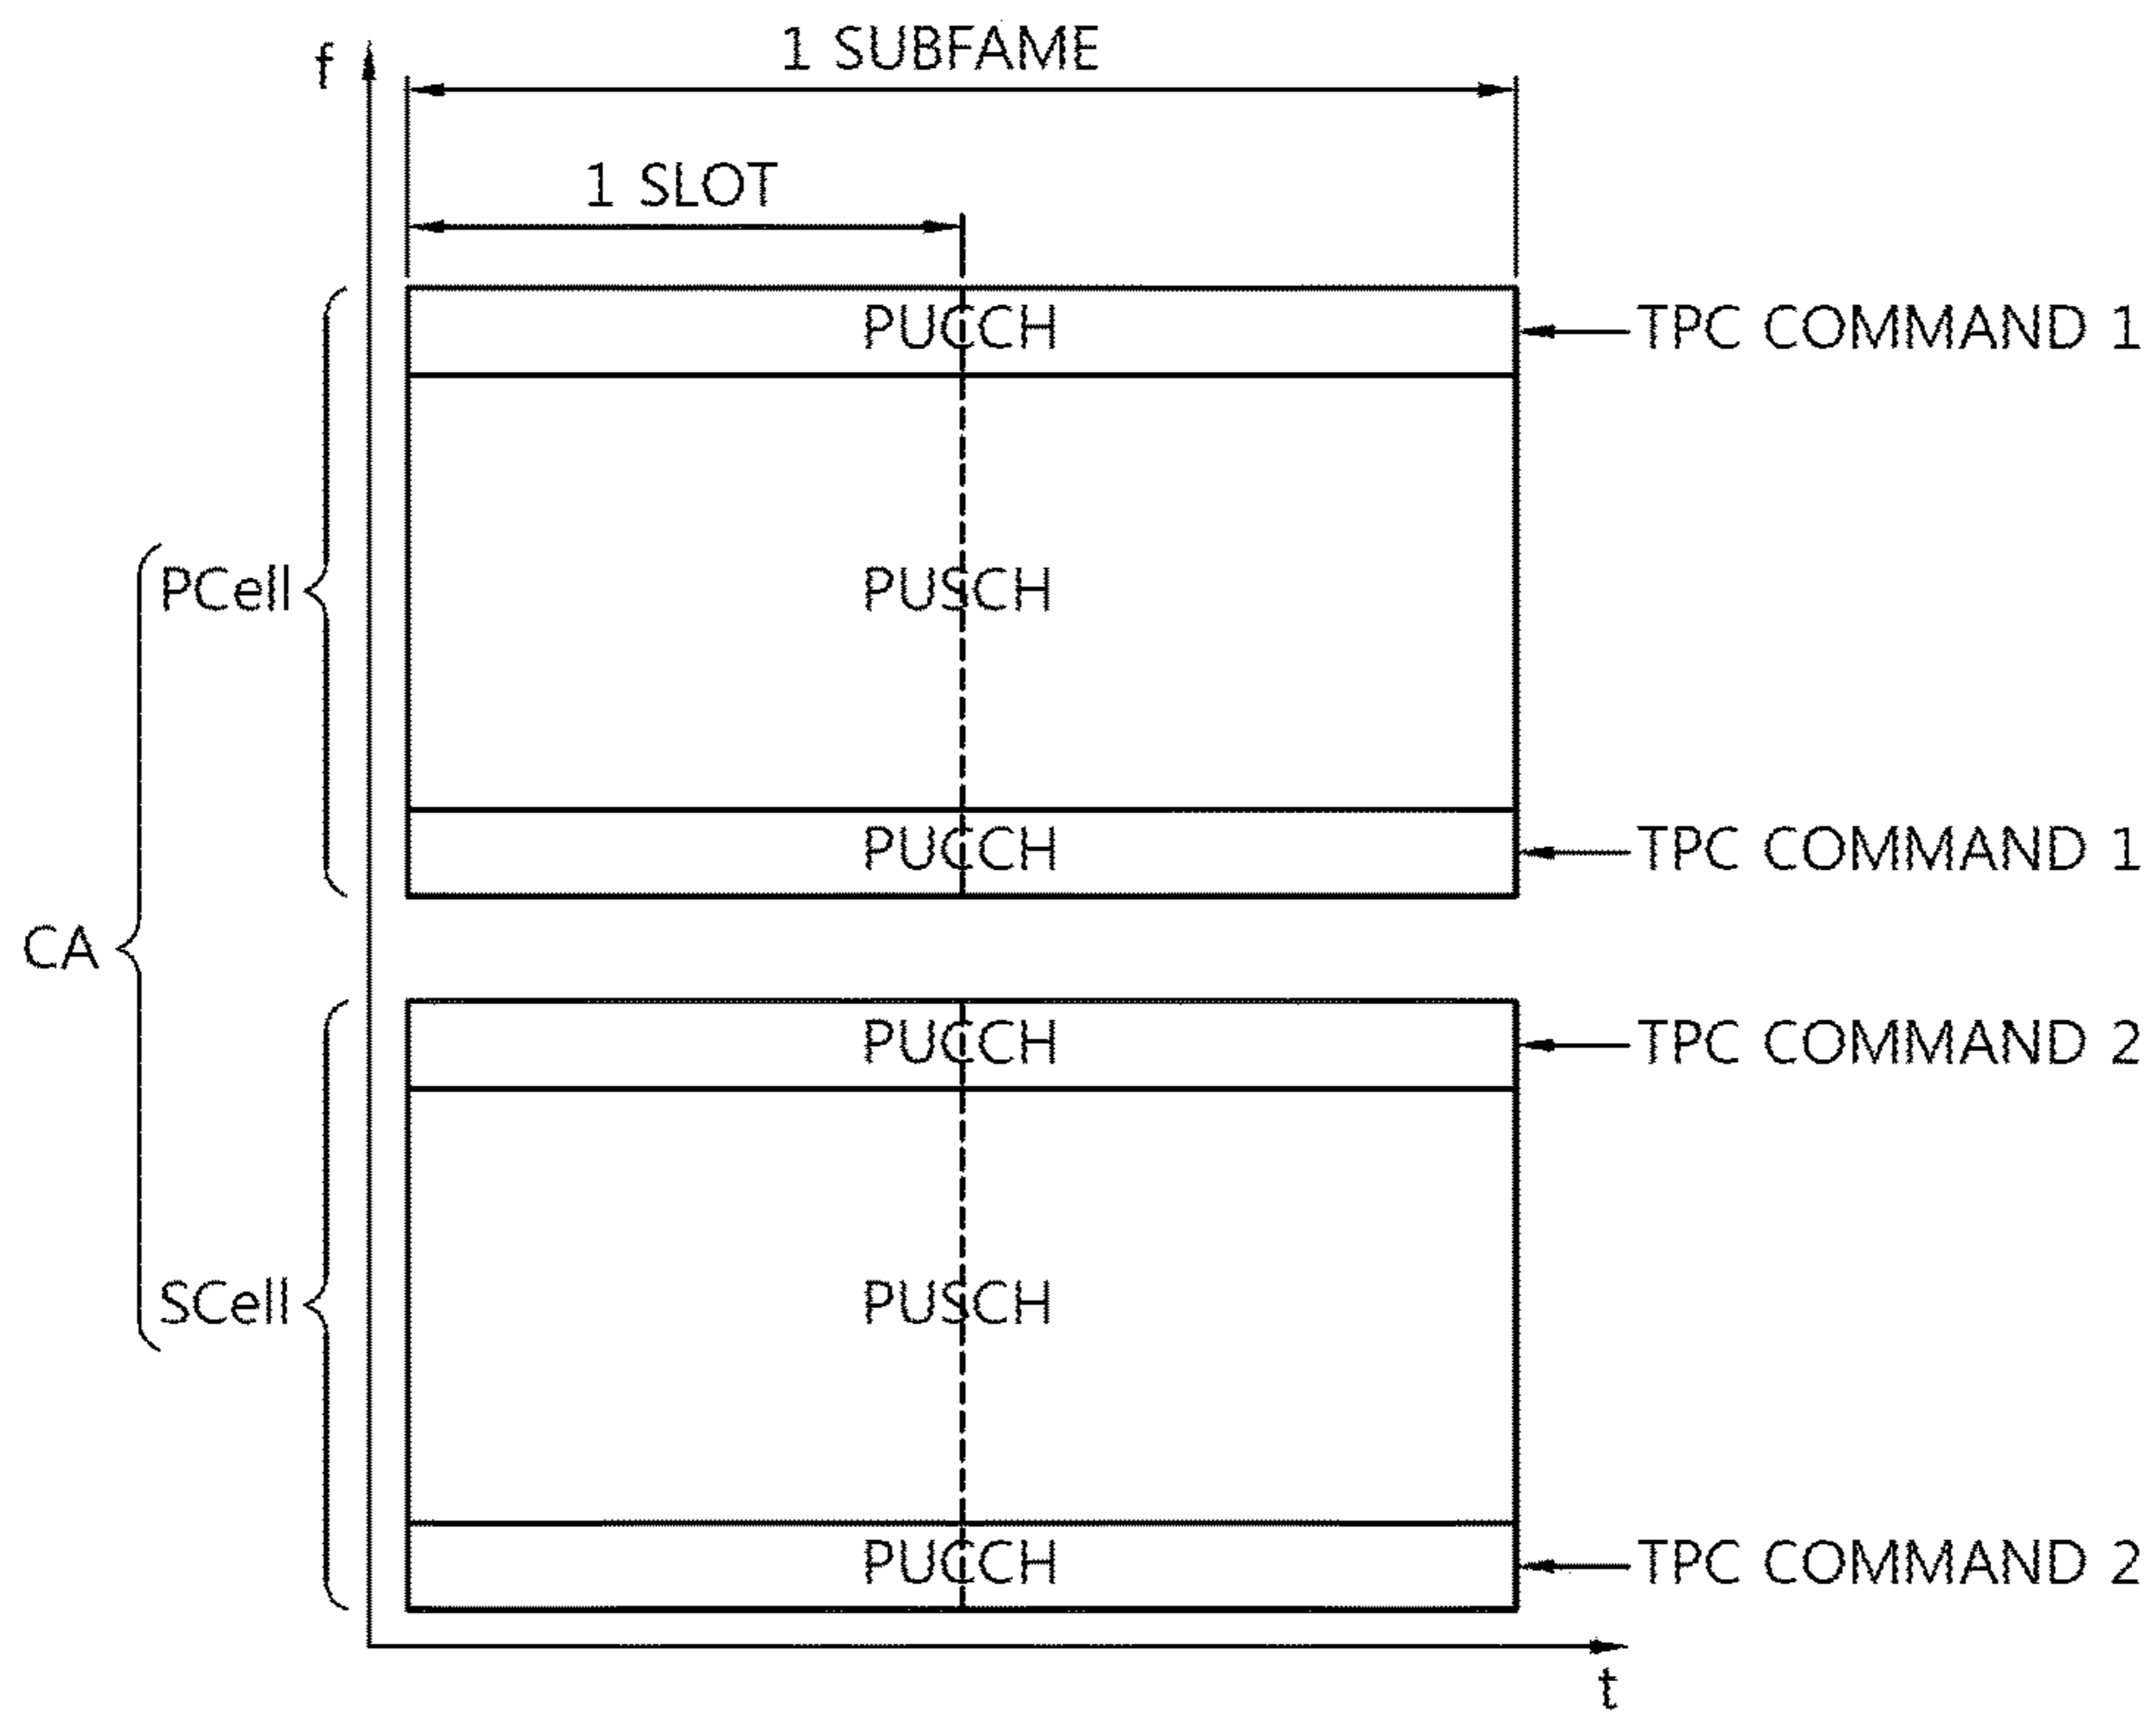 1 SUBFAME
f
1 SLOT
PUCCH
TPC COMMAND 1
PCell
PUSCH
PUCCH
TPC COMMAND 1
CA
PUCCH
TPC COMMAND 2
SCell
PUSCH
PUCCH
TPC COMMAND 2
t